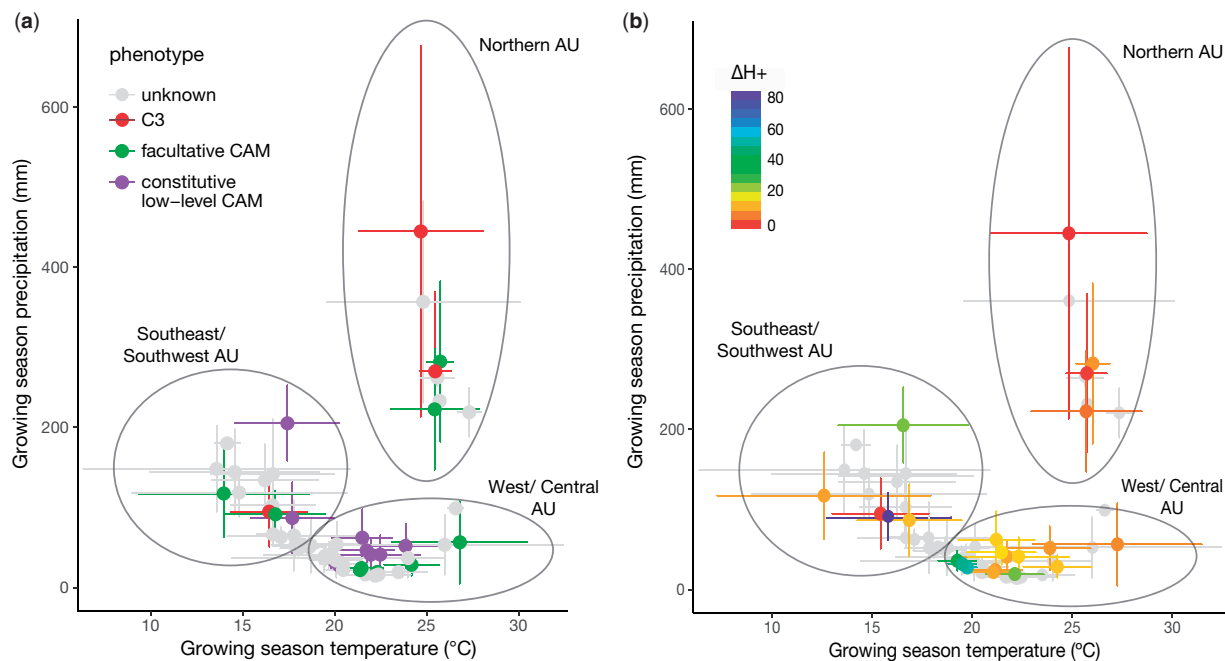 (a)
phenotype
unknown
C3
facultative CAM
constitutive
low–level CAM
Northern AU
Southeast/
Southwest AU
West/ Central
AU
Growing season precipitation (mm)
600
400
200
0
10
15
20
25
30
Growing season temperature (°C)
(b)
ΔH+
80
60
40
20
0
Northern AU
Southeast/
Southwest AU
West/ Central
AU
Growing season precipitation (mm)
600
400
200
0
10
15
20
25
30
Growing season temperature (°C)